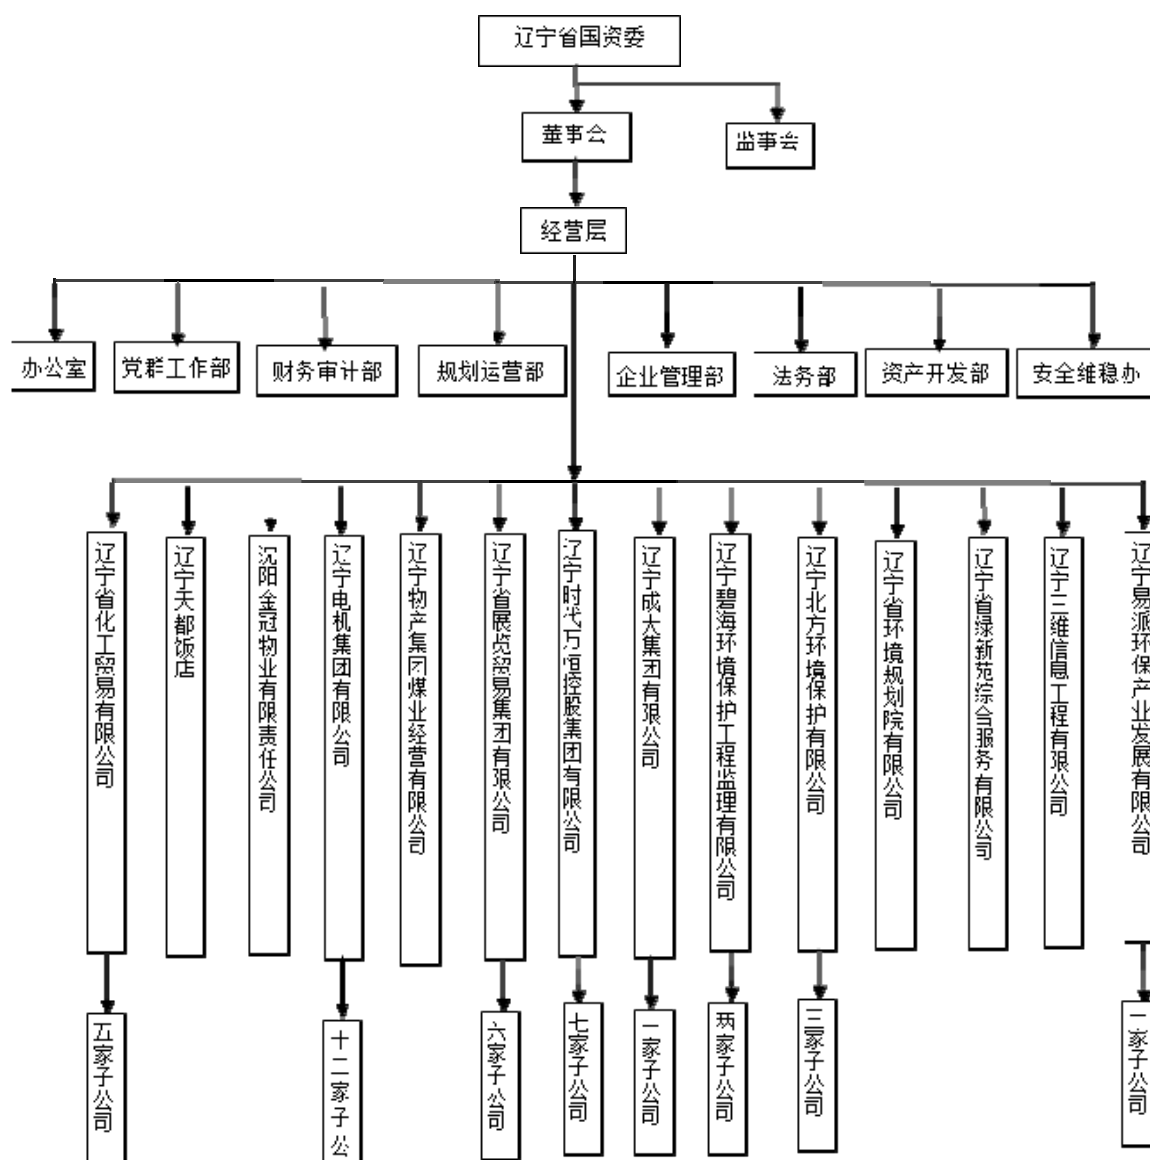 辽宁省国资委
董事会
监事会
经营层
办公室
党群工作部
财务审计部
规划运营部
企业管理部
法务部
资产开发部
安全维稳办
辽宁省化工贸易有限公司
辽宁天都饭店
沈阳金冠物业有限责任公司
辽宁电机集团有限公司
辽宁物产集团煤业经营有限公司
辽宁省展览贸易集团有限公司
辽宁时代万恒控股集团有限公司
辽宁成大集团有限公司
辽宁碧海环境保护工程监理有限公司
辽宁北方环境保护有限公司
辽宁省环境规划院有限公司
辽宁省绿新苑综合服务有限公司
辽宁三维信息工程有限公司
辽宁易派环保产业发展有限公司
五家子公司
十二家子公
六家子公司
七家子公司
一家子公司
两家子公司
三家子公司
家子公司